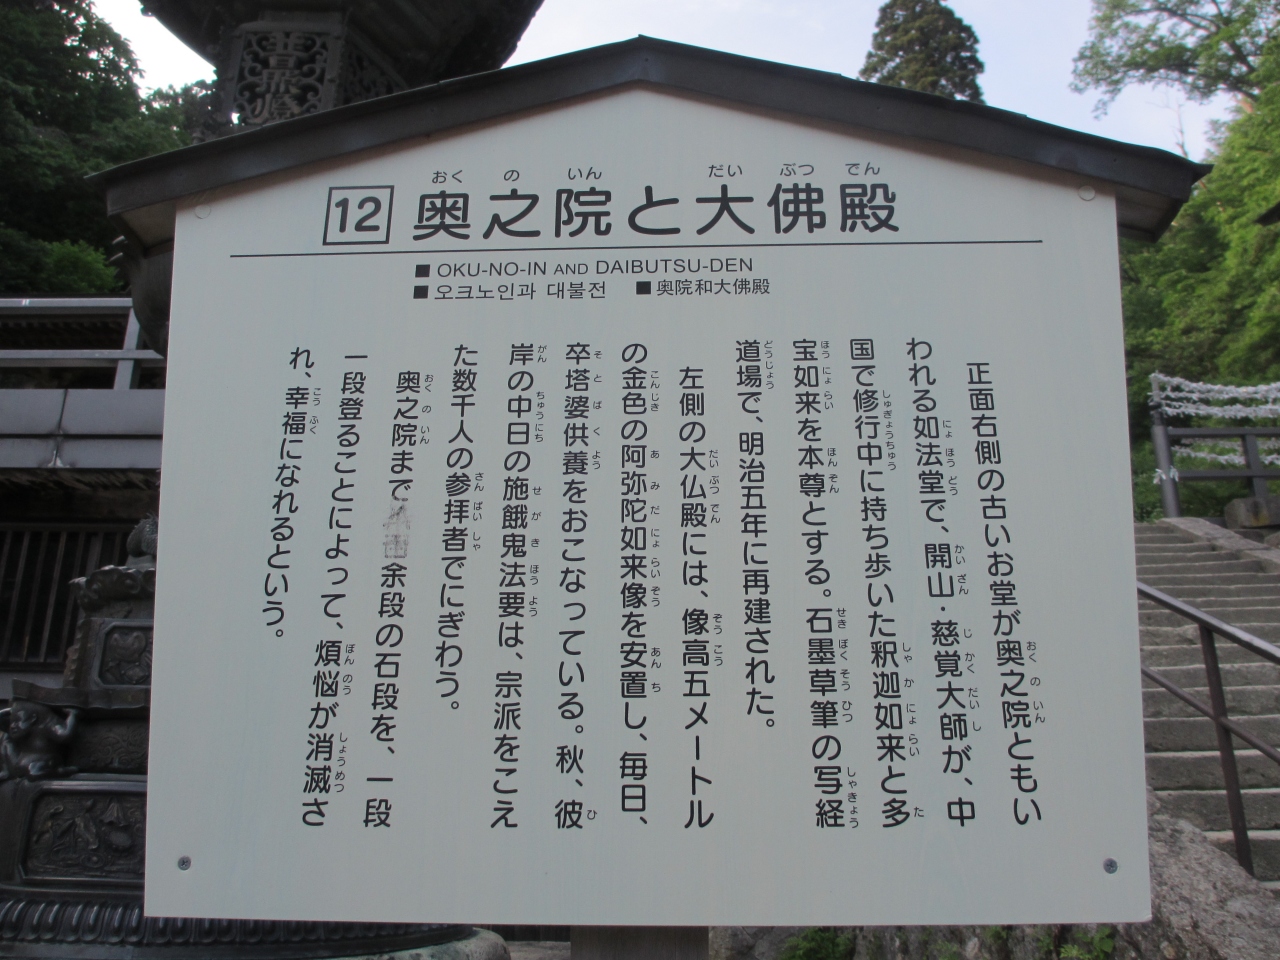 12 奥之院と大佛殿
おく の いん だい ぶつ でん
■ OKU-NO-IN AND DAIBUTSU-DEN
■ 오크노인과 대불전 ■ 奥院和大佛殿
正面右側の古いお堂が奥之院ともい
われる如法堂で、開山・慈覚大師が、中
国で修行中に持ち歩いた釈迦如来と多
宝如来を本尊とする。石墨草筆の写経
道場で、明治五年に再建された。
左側の大仏殿には、像高五メートル
の金色の阿弥陀如来像を安置し、毎日、
卒塔婆供養をおこなっている。秋、彼
岸の中日の施餓鬼法要は、宗派をこえ
た数千人の参拝者でにぎわう。
奥之院まで余段の石段を、一段
一段登ることによって、煩悩が消滅さ
れ、幸福になれるという。